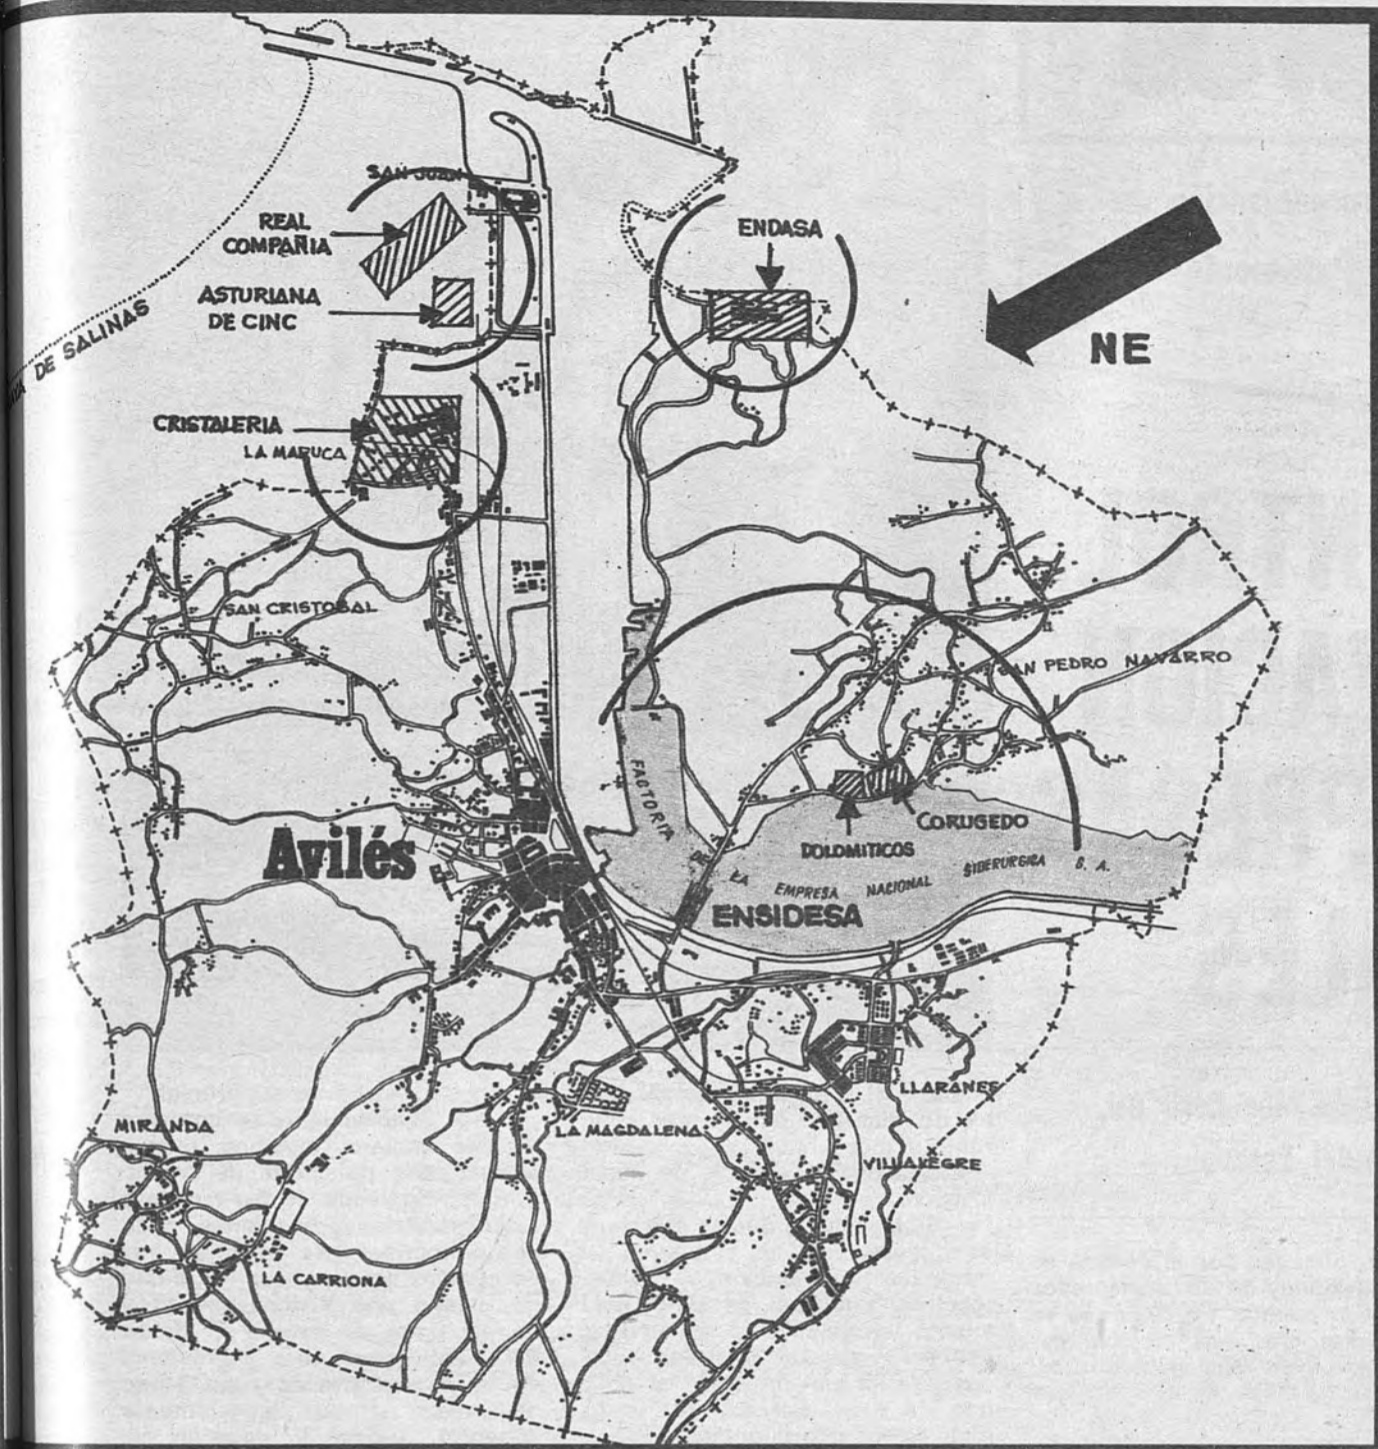 SAN JUAN
REAL
COMPAÑIA
ENDASA
ASTURIANA
DE CINC
DE SALINAS
NE
CRISTALERIA
LA MARUCA
SAN CRISTOBAL
SAN PEDRO NAVARRO
FACTORIA
DE LA EMPRESA NACIONAL SIDERURGICA S. A.
CORUGEDO
DOLOMITICOS
Avilés
ENSIDESA
LLARANES
MIRANDA
LA MAGDALENA
VILLALEGRE
LA CARRIONA